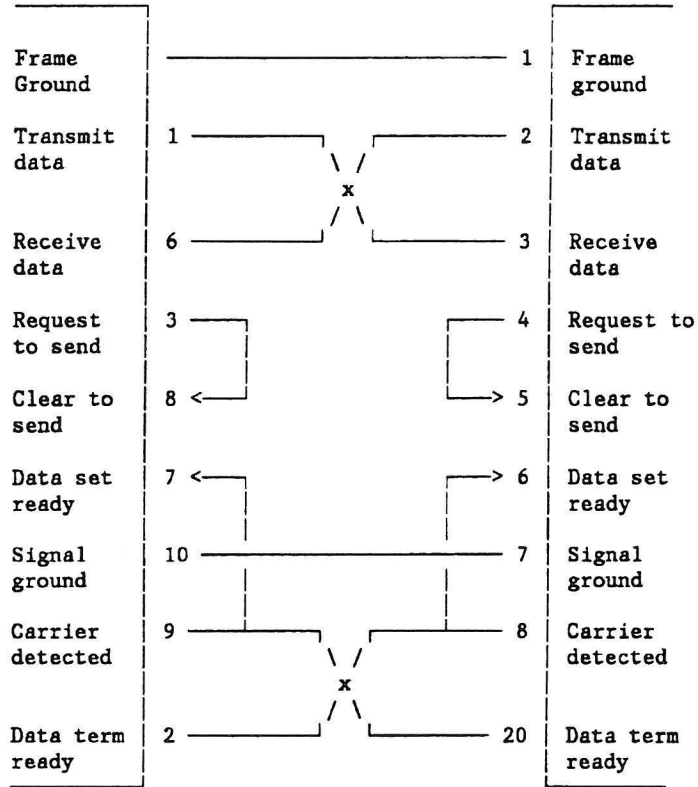 Frame 1 Frame
Ground ground
Transmit 1 2 Transmit
data data
x
Receive 6 3 Receive
data data
Request 3 4 Request to
to send send
Clear to 8 <- -> 5 Clear to
send send
Data set 7 <- -> 6 Data set
ready ready
Signal 10 7 Signal
ground ground
Carrier 9 8 Carrier
detected detected
x
Data term 2 20 Data term
ready ready